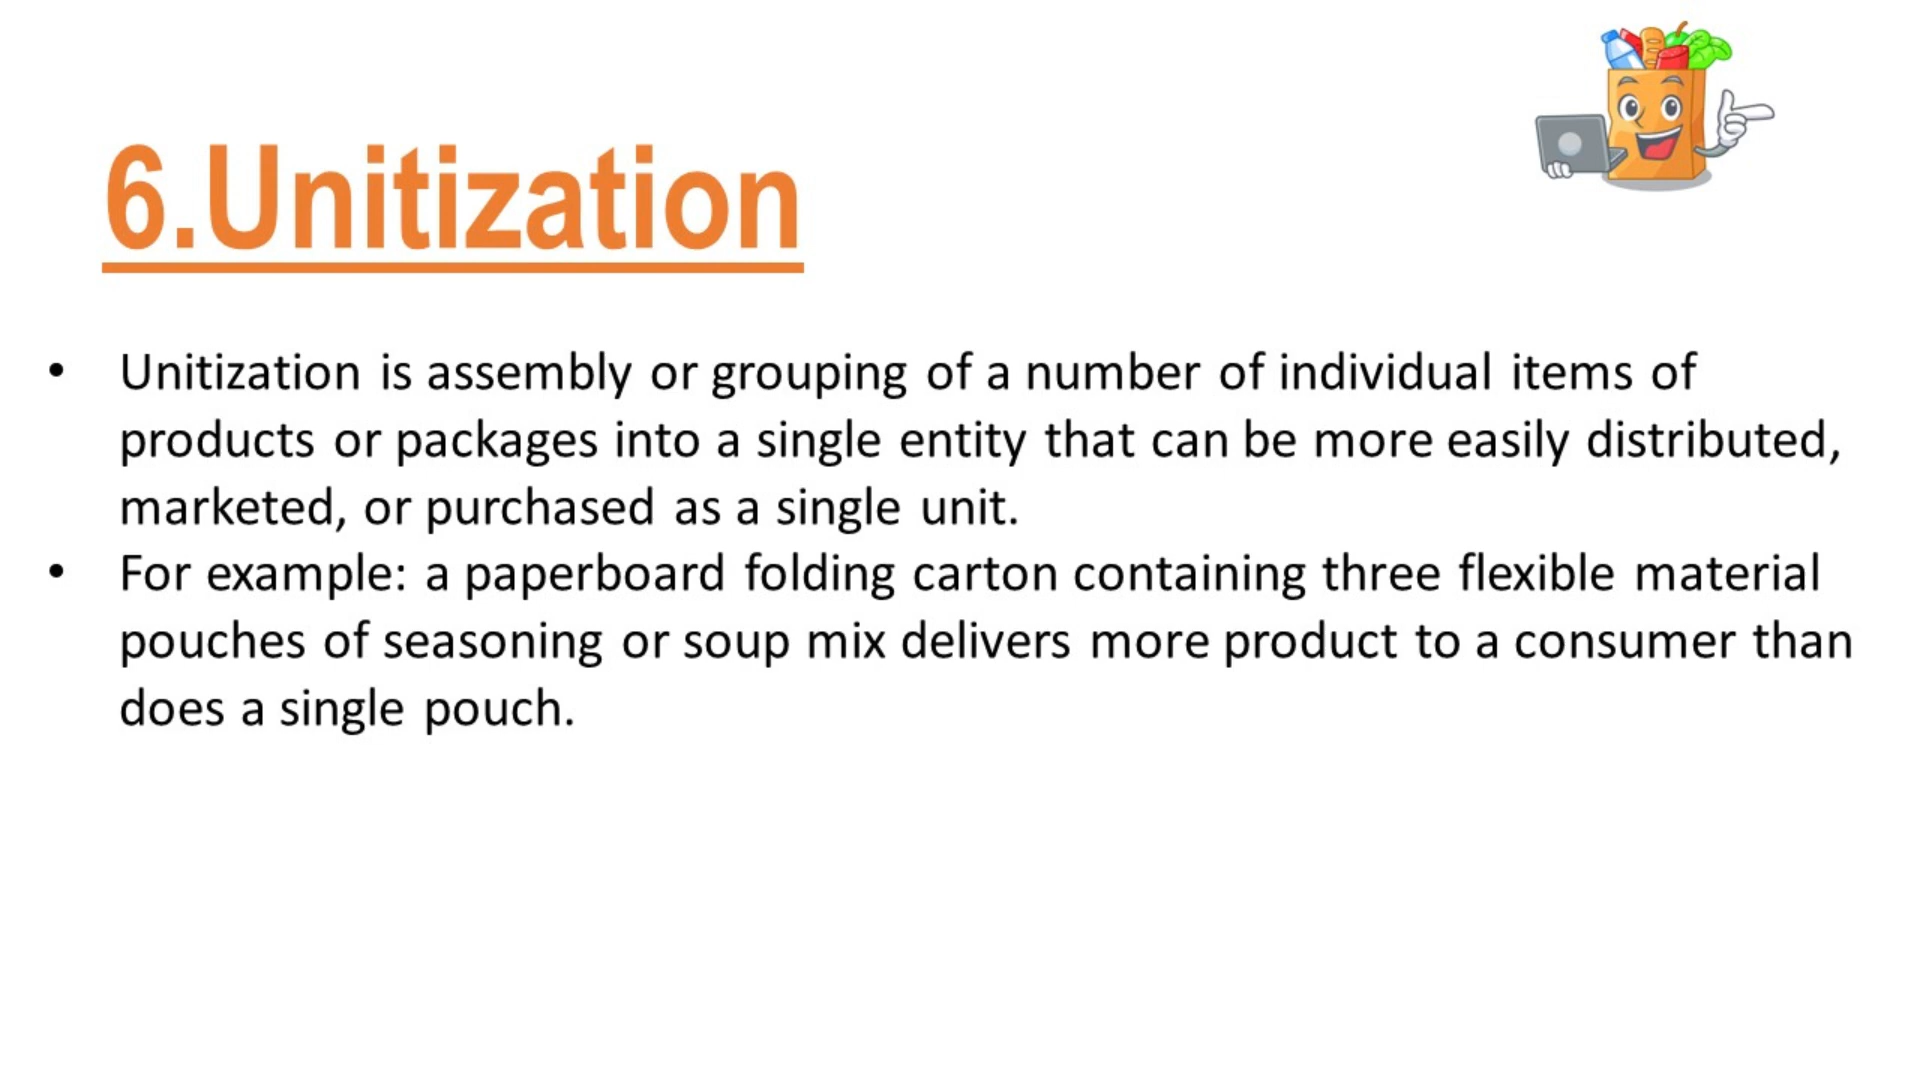 6.Unitization
• Unitization is assembly or grouping of a number of individual items of
products or packages into a single entity that can be more easily distributed,
marketed, or purchased as a single unit.
• For example: a paperboard folding carton containing three flexible material
pouches of seasoning or soup mix delivers more product to a consumer than
does a single pouch.